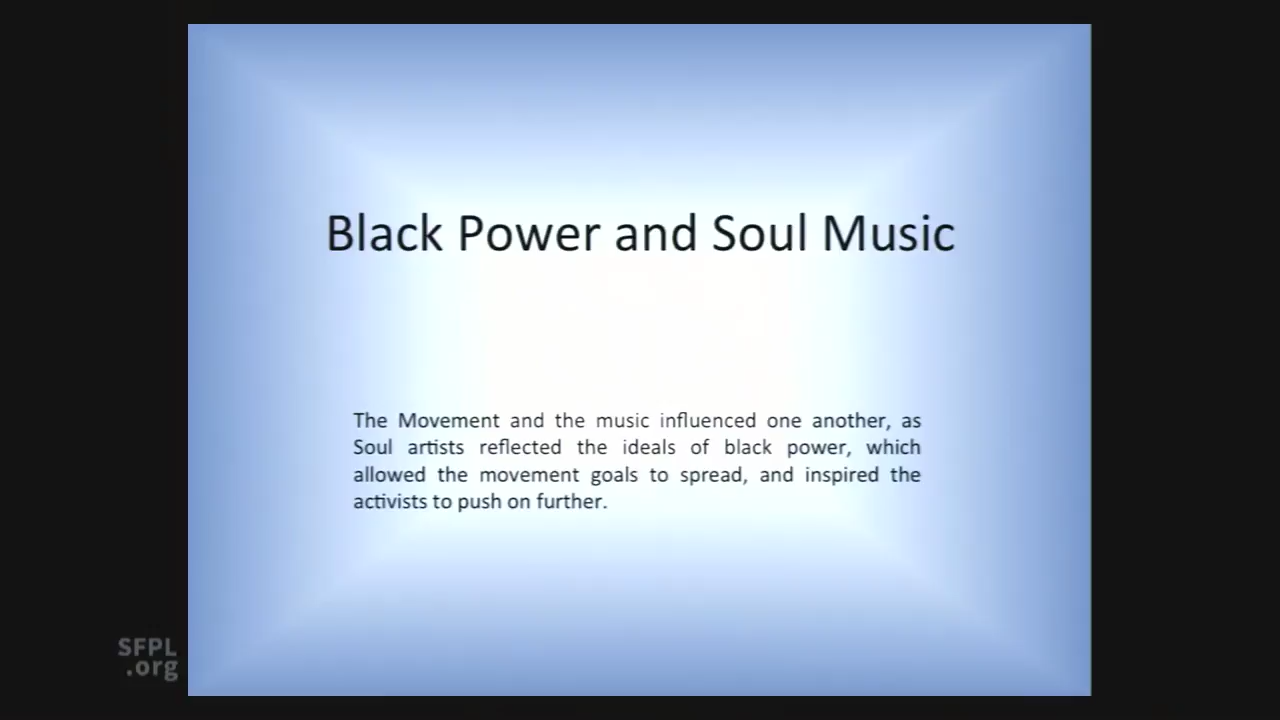 Black Power and Soul Music
The Movement and the music influenced one another, as
Soul artists reflected the ideals of black power, which
allowed the movement goals to spread, and inspired the
activists to push on further.
SFPL
.org